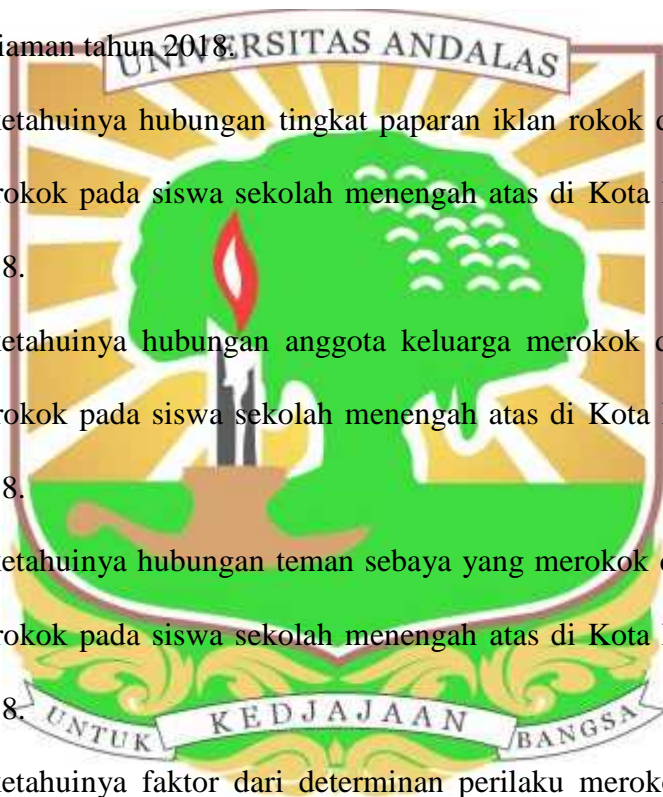 iaman tahun 2018.
UNIVERSITAS ANDALAS
etahuinya hubungan tingkat paparan iklan rokok
rokok pada siswa sekolah menengah atas di Kota
8.
etahuinya hubungan anggota keluarga merokok
rokok pada siswa sekolah menengah atas di Kota
8.
etahuinya hubungan teman sebaya yang merokok
rokok pada siswa sekolah menengah atas di Kota
8.
UNTUK KEDJAJAAN BANGSA
etahuinya faktor dari determinan perilaku merok